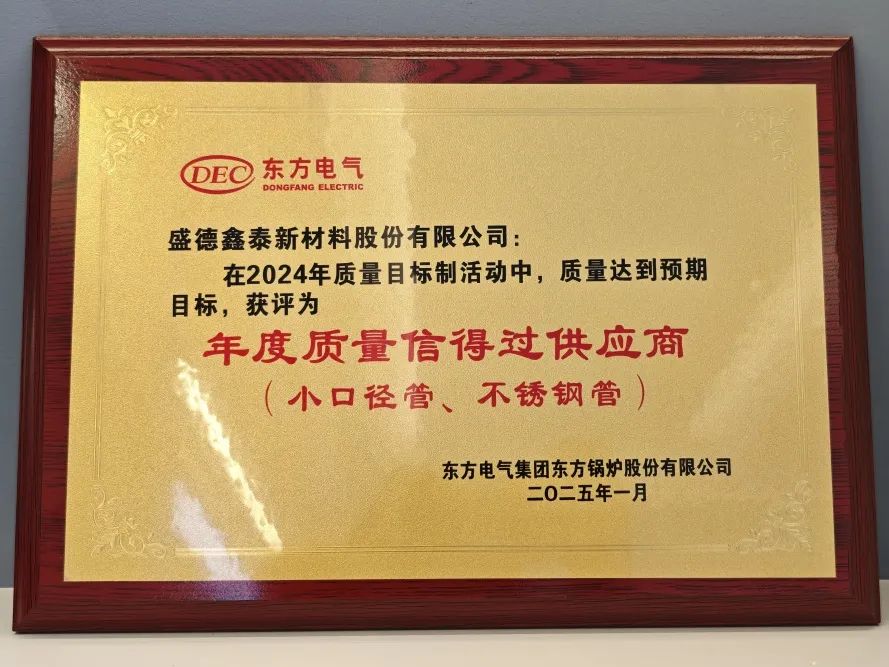 DEC 东方电气
DONGFANG ELECTRIC
盛德鑫泰新材料股份有限公司：
在2024年质量目标制活动中，质量达到预期
目标，获评为
年度质量信得过供应商
（小口径管、不锈钢管）
东方电气集团东方锅炉股份有限公司
二〇二五年一月